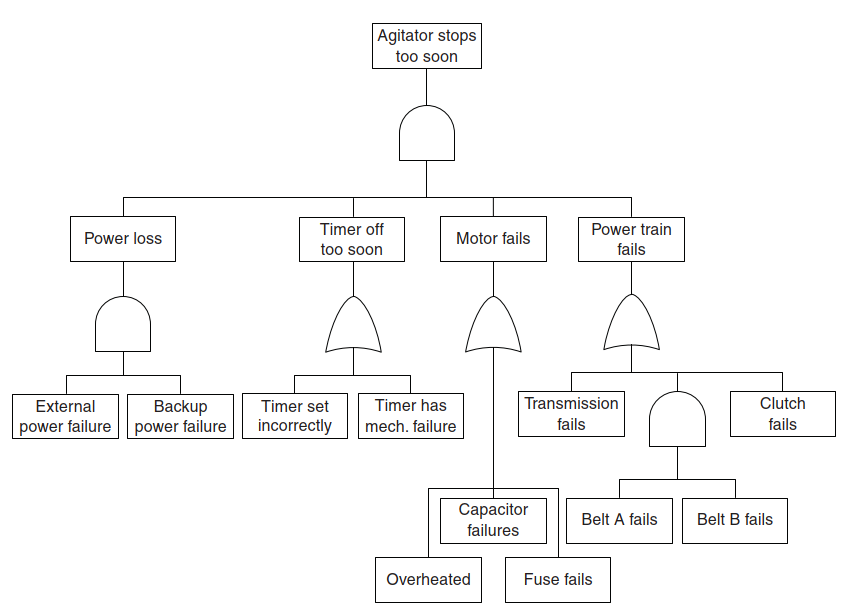 Agitator stops
too soon
Power loss
Timer off
too soon
Motor fails
Power train
fails
External
power failure
Backup
power failure
Timer set
incorrectly
Timer has
mech. failure
Transmission
fails
Clutch
fails
Capacitor
failures
Belt A fails
Belt B fails
Overheated
Fuse fails